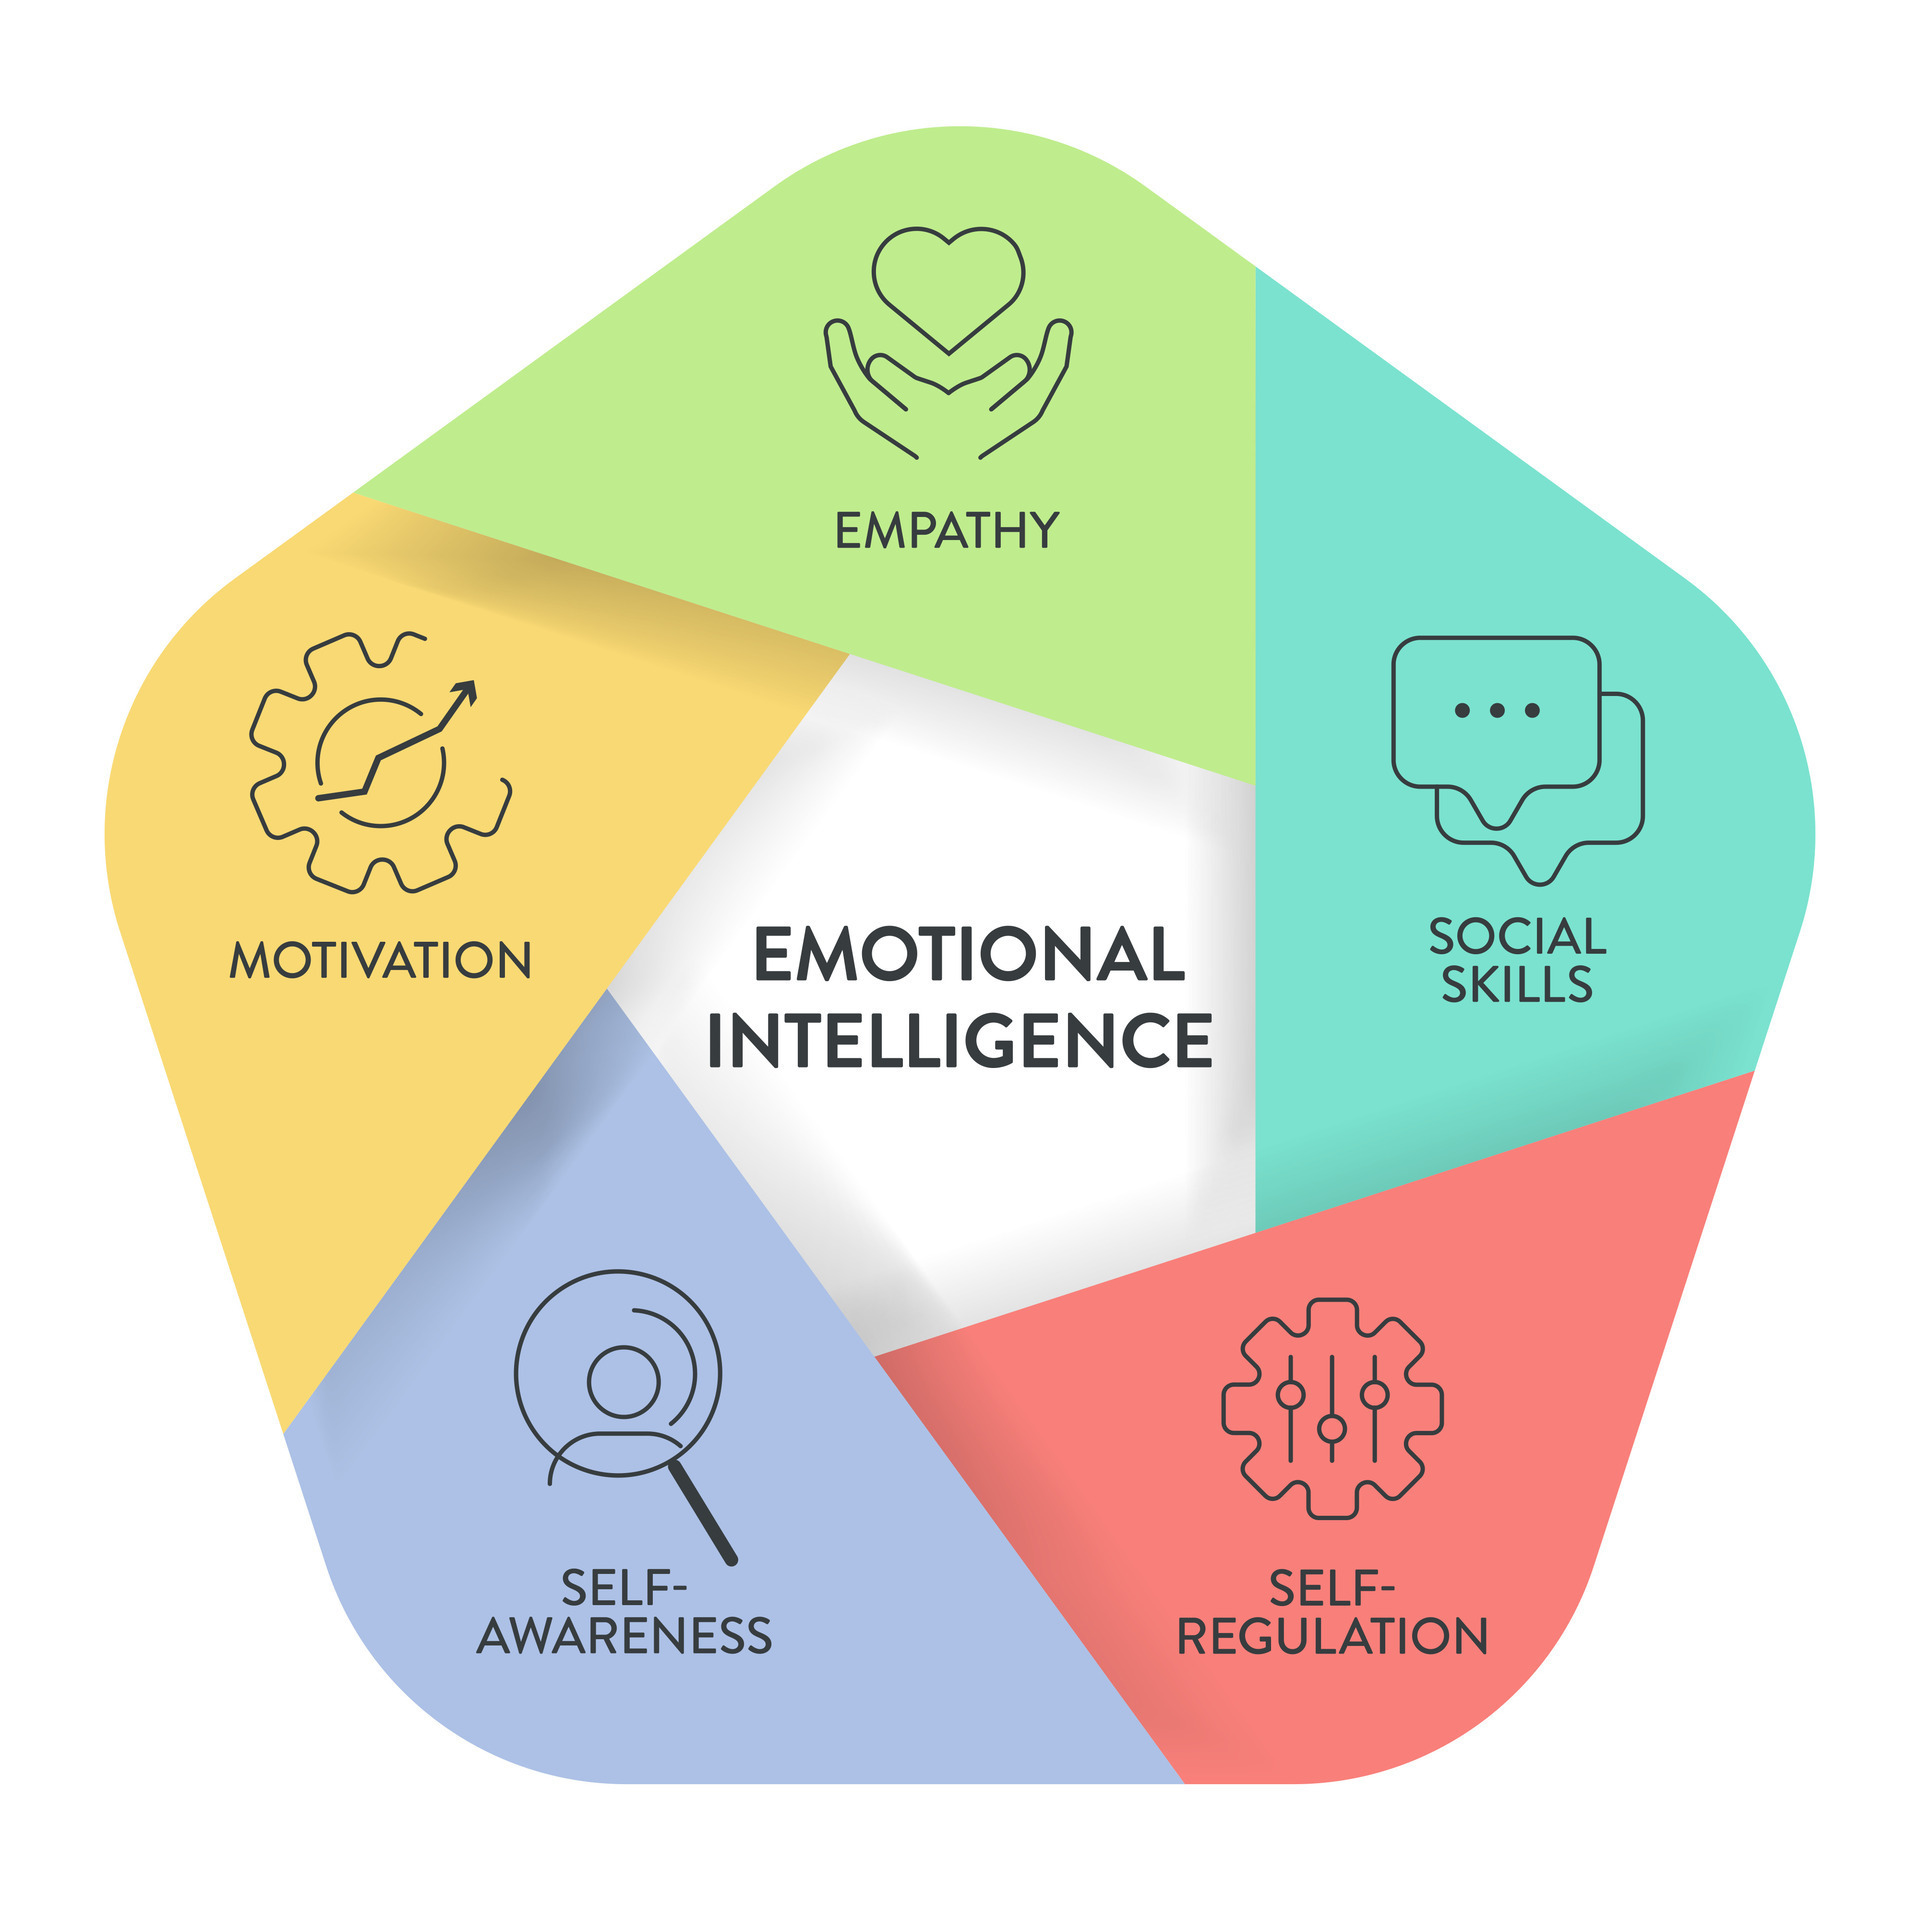 EMPATHY
SOCIAL
SKILLS
MOTIVATION
EMOTIONAL
INTELLIGENCE
SELF-
AWARENESS
SELF-
REGULATION